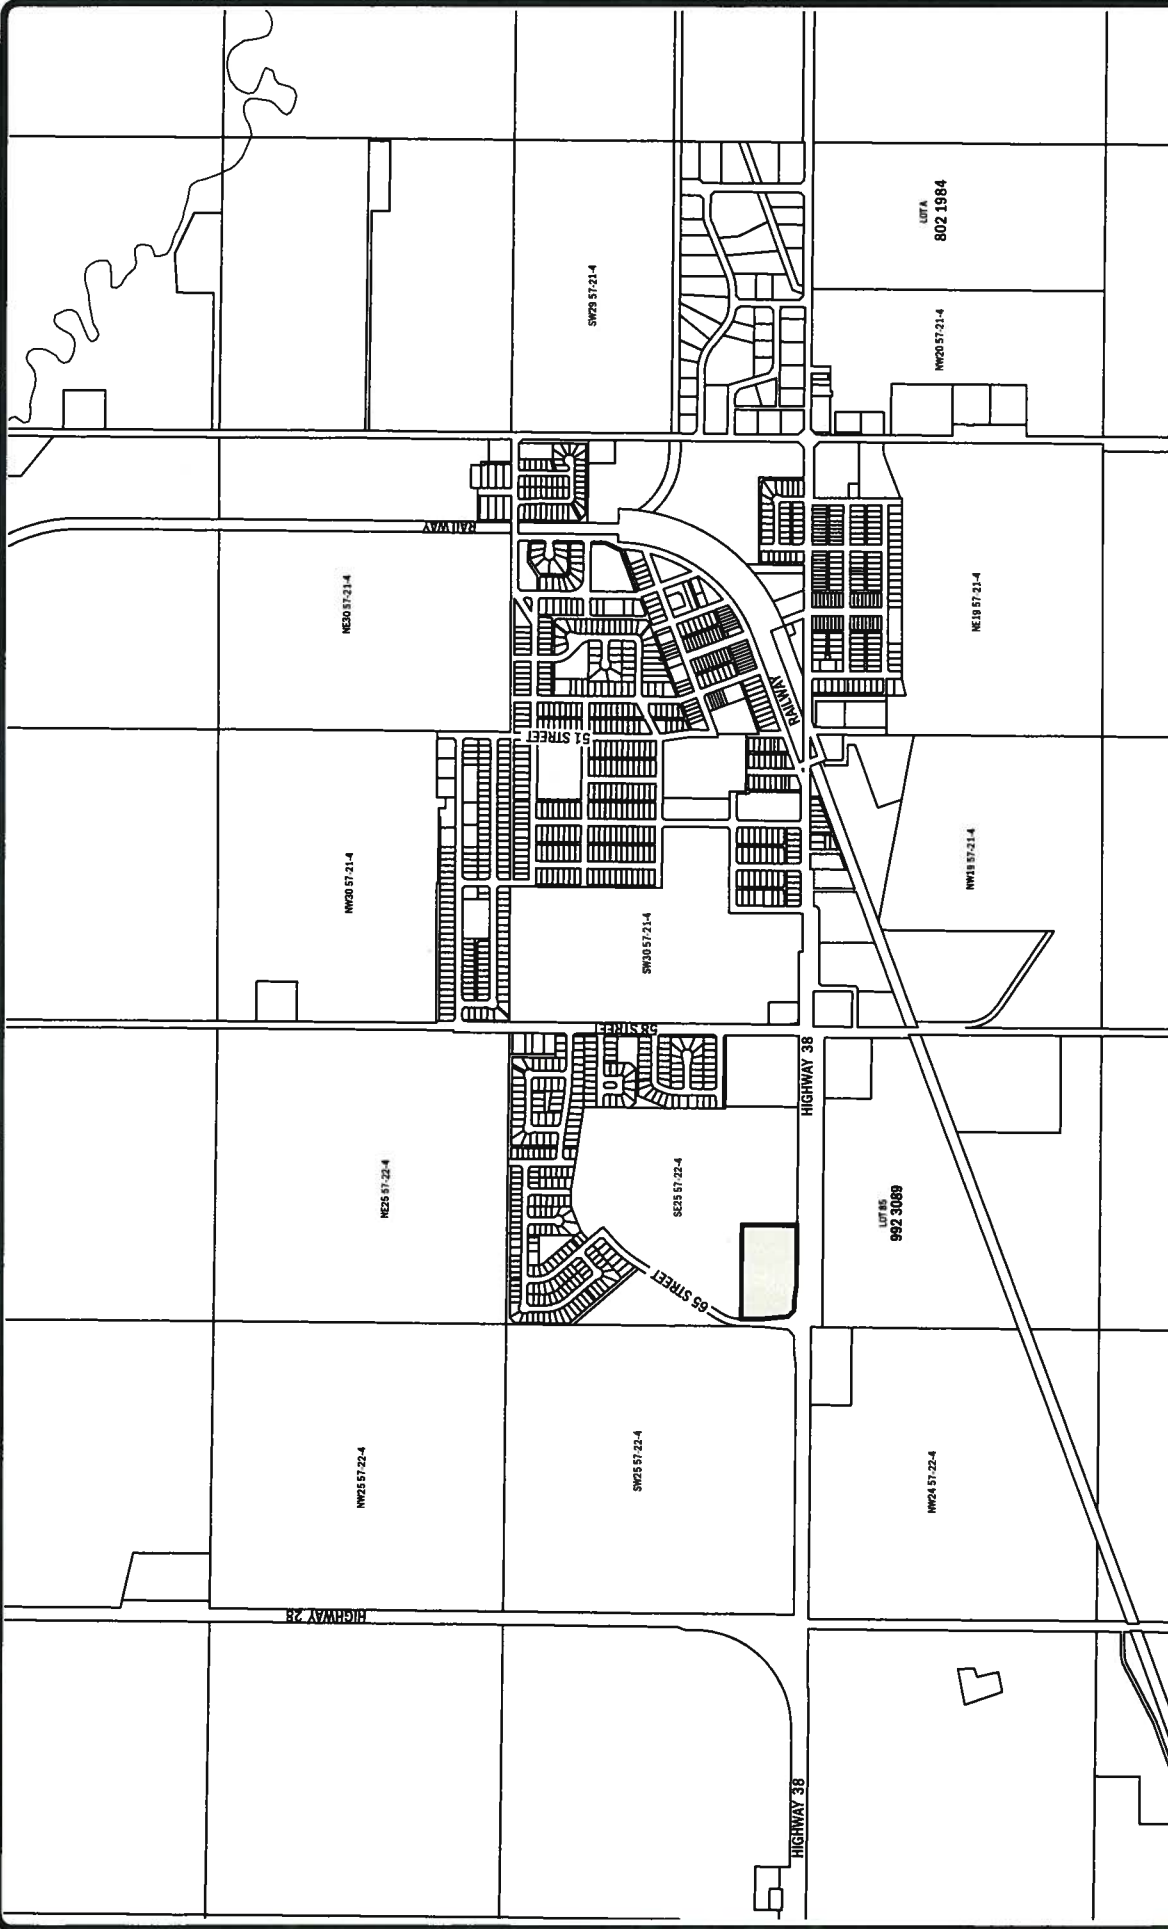 LOT A
802 1984
SW29 57-21-4
NW20 57-21-4
RAILWAY
NE30 57-21-4
NE19 57-21-4
RAILWAY
51 STREET
NW30 57-21-4
NW19 57-21-4
SW30 57-21-4
58 STREE
HIGHWAY 38
NE25 57-22-4
SE25 57-22-4
992 3089
65 STREET
NW25 57-22-4
SW25 57-22-4
NW24 57-22-4
HIGHWAY 28
HIGHWAY 38